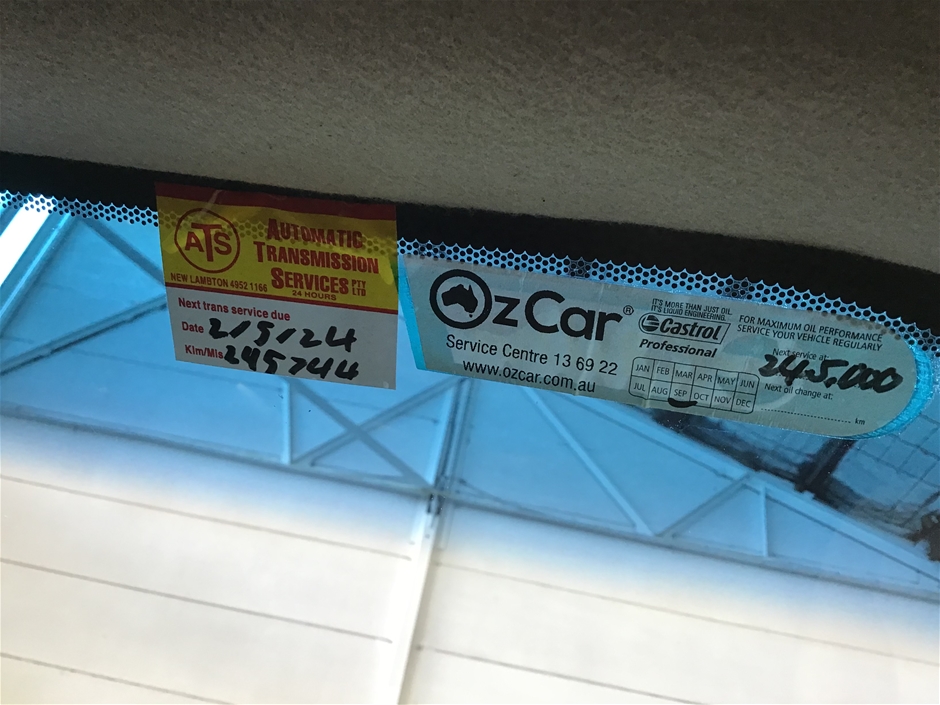 ATS
AUTOMATIC
TRANSMISSION
SERVICES PTY LTD
24 HOURS
NEW LAMBTON 4952 1166
Next trans service due
Date 2/5/24
Klm/Mls 245744
OzCar®
Service Centre 13 69 22
www.ozcar.com.au
IT'S MORE THAN JUST OIL.
IT'S LIQUID ENGINEERING.
Castrol
Professional
FOR MAXIMUM OIL PERFORMANCE
SERVICE YOUR VEHICLE REGULARLY
JAN FEB MAR APR MAY JUN
JUL AUG SEP OCT NOV DEC
Next service at:
245,000
Next oil change at:
km